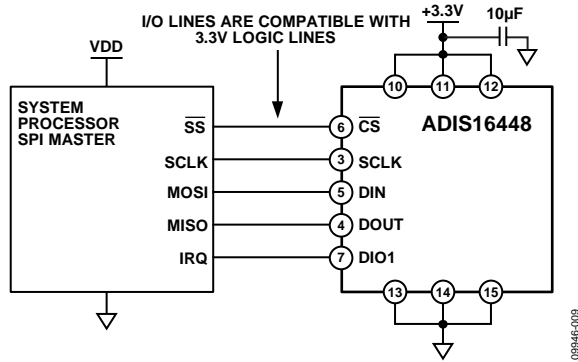 I/O LINES ARE COMPATIBLE WITH
3.3V LOGIC LINES
+3.3V
10µF
VDD
10
11
12
SYSTEM
PROCESSOR
SPI MASTER
ADIS16448
SS
6
CS
SCLK
3
SCLK
MOSI
5
DIN
MISO
4
DOUT
IRQ
7
DIO1
13
14
15
09946-009